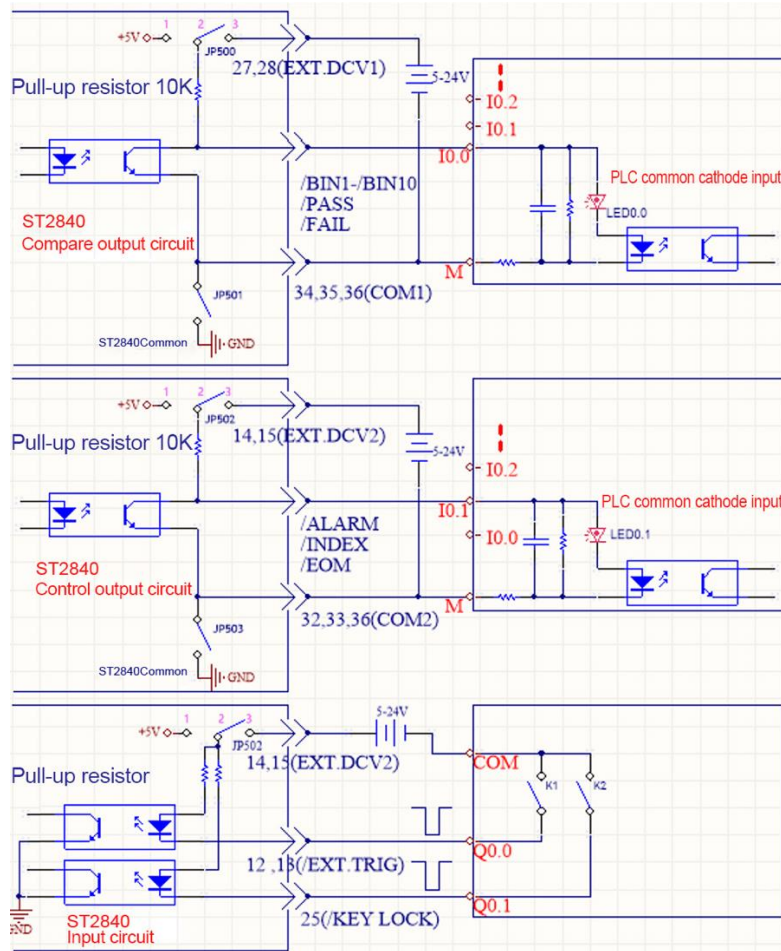 1 2 3
+5V
JP500
27,28(EXT.DCV1)
5-24V
Pull-up resistor 10K
I0.2
I0.1
I0.0
PLC common cathode input
LED0.0
/BIN1-/BIN10
/PASS
/FAIL
ST2840
Compare output circuit
M
JP501
34,35,36(COM1)
ST2840Common
GND
1 2 3
+5V
JP502
14,15(EXT.DCV2)
5-24V
Pull-up resistor 10K
I0.2
PLC common cathode input
I0.1
I0.0
LED0.1
/ALARM
/INDEX
/EOM
ST2840
Control output circuit
M
JP503
32,33,36(COM2)
ST2840Common
GND
1 2 3
+5V
JP502
5-24V
14,15(EXT.DCV2)
COM
Pull-up resistor
K1
K2
Q0.0
12 ,13(/EXT.TRIG)
Q0.1
25(/KEY LOCK)
GND
ST2840
Input circuit